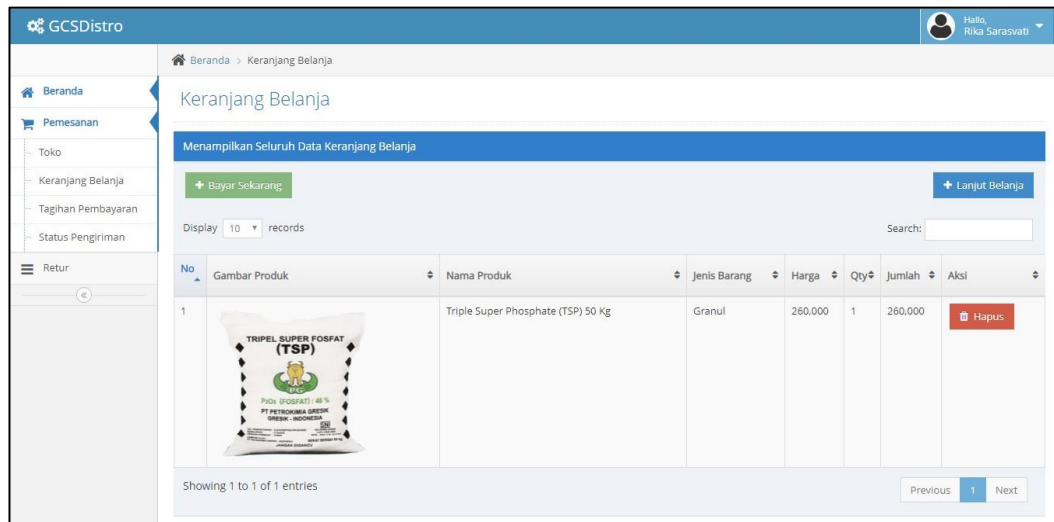 GCSDistro
Hallo,
Rika Sarasvati
Beranda > Keranjang Belanja
Beranda
Pemesanan
Toko
Keranjang Belanja
Tagihan Pembayaran
Status Pengiriman
Retur
Keranjang Belanja
Menampilkan Seluruh Data Keranjang Belanja
+ Bayar Sekarang
+ Lanjut Belanja
Display 10 records
Search:
No Gambar Produk Nama Produk Jenis Barang Harga Qty Jumlah Aksi
1 Triple Super Phosphate (TSP) 50 Kg Granul 260,000 1 260,000 Hapus
TRIPEL SUPER FOSFAT
(TSP)
PG
P2O5 (FOSFAT) : 46 %
PT PETROKIMIA GRESIK
GRESIK - INDONESIA
SNI
Showing 1 to 1 of 1 entries
Previous 1 Next